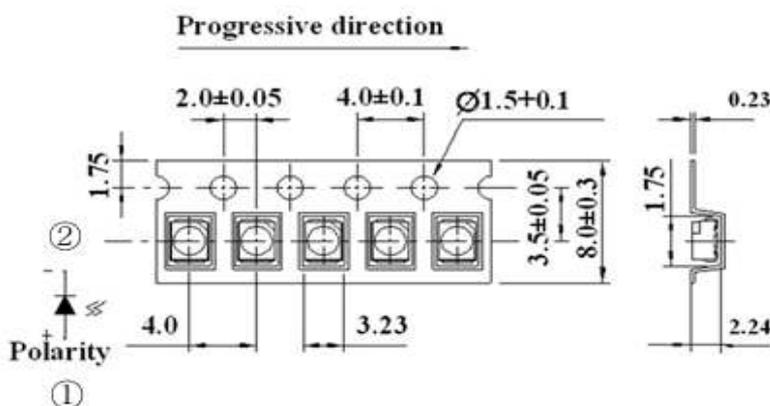 Progressive direction
2.0±0.05 4.0±0.1 Ø1.5+0.1 0.23
1.75
3.5±0.05
8.0±0.3
1.75
②
-
+
4.0 3.23 2.24
Polarity
①